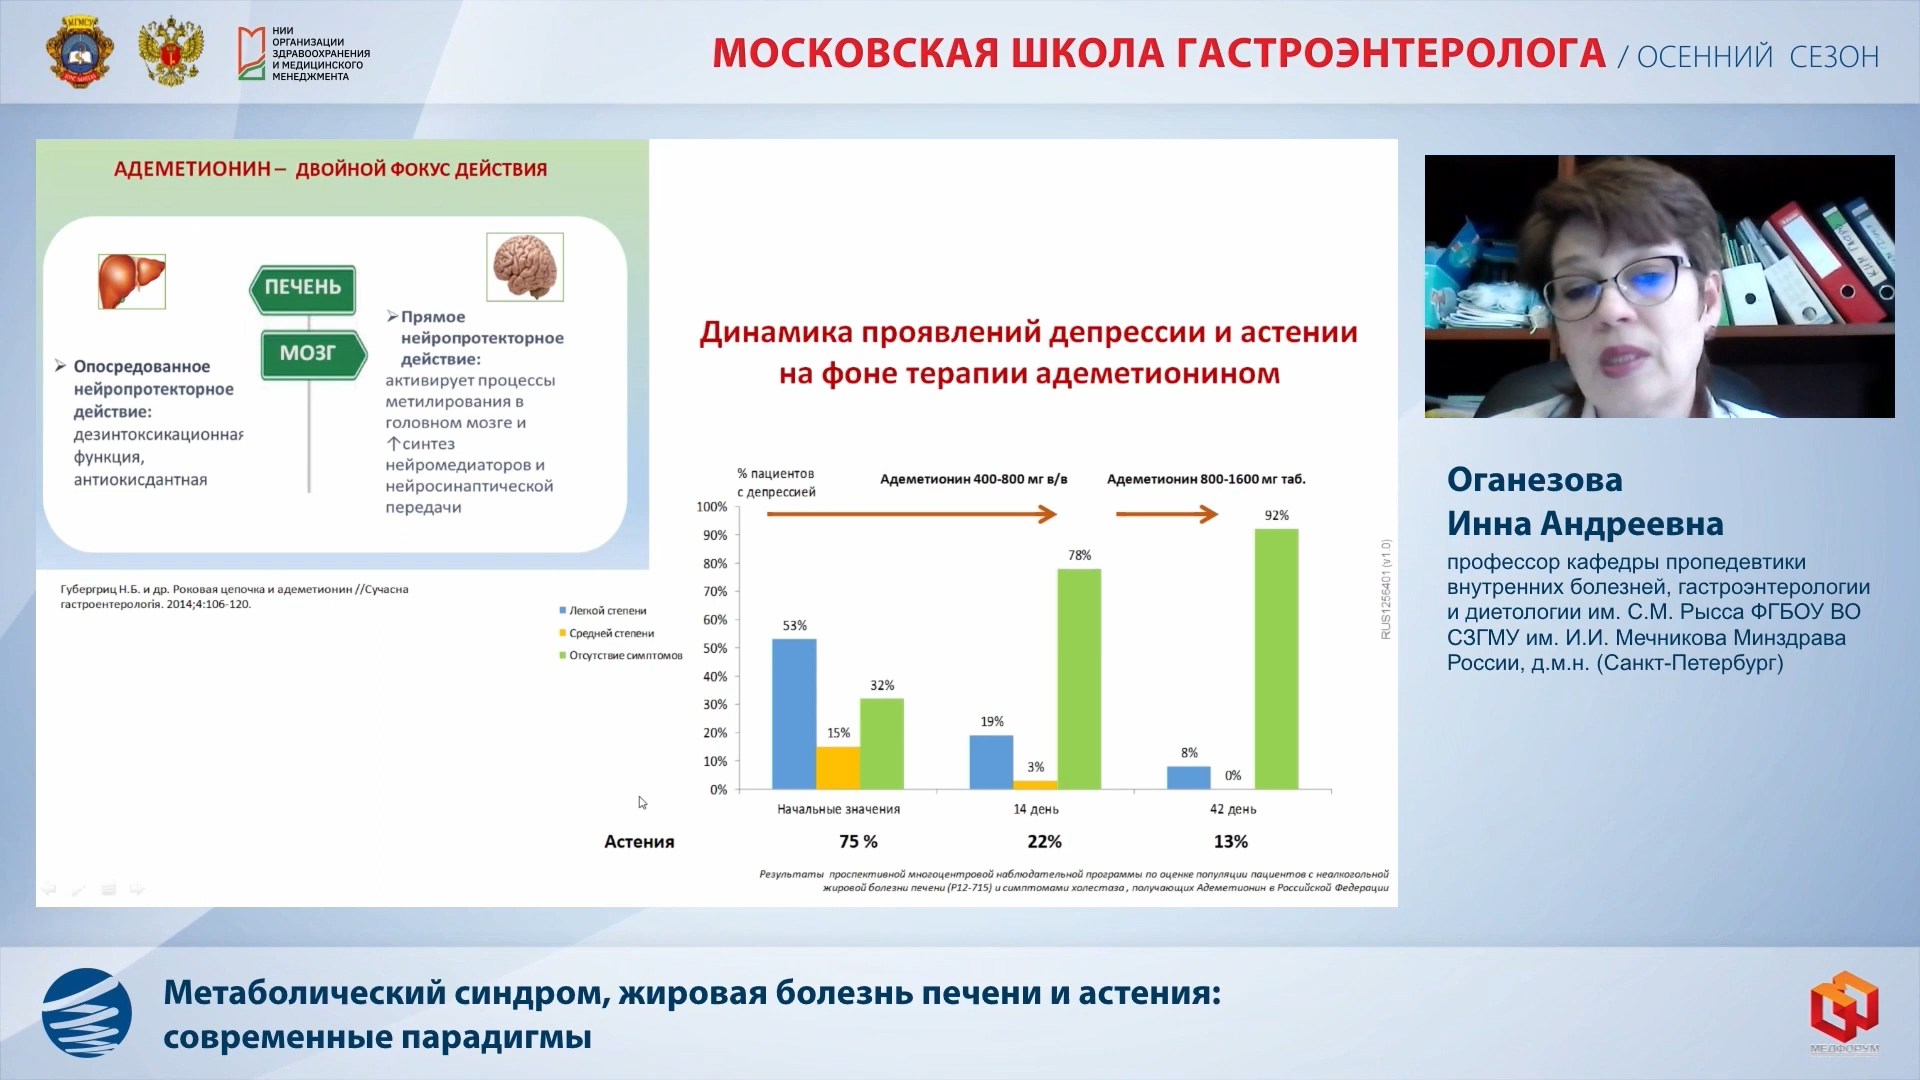 НИИ
ОРГАНИЗАЦИИ
ЗДРАВООХРАНЕНИЯ
И МЕДИЦИНСКОГО
МЕНЕДЖМЕНТА
МОСКОВСКАЯ ШКОЛА ГАСТРОЭНТЕРОЛОГА / ОСЕННИЙ СЕЗОН
АДЕМЕТИОНИН – ДВОЙНОЙ ФОКУС ДЕЙСТВИЯ
ПЕЧЕНЬ
МОЗГ
Опосредованное
нейропротекторное
действие:
дезинтоксикационная
функция,
антиокисдантная
Прямое
нейропротекторное
действие:
активирует процессы
метилирования в
головном мозге и
↑синтез
нейромедиаторов и
нейросинаптической
передачи
Губергриц Н.Б. и др. Роковая цепочка и адеметионин //Сучасна
гастроентерологія. 2014;4:106-120.
Динамика проявлений депрессии и астении
на фоне терапии адеметионином
% пациентов
с депрессией
Адеметионин 400-800 мг в/в
Адеметионин 800-1600 мг таб.
100%
90%
80%
70%
60%
50%
40%
30%
20%
10%
0%
Легкой степени
Средней степени
Отсутствие симптомов
53%
15%
32%
19%
3%
78%
8%
0%
92%
Начальные значения
14 день
42 день
Астения 75 % 22% 13%
Результаты проспективной многоцентровой наблюдательной программы по оценке популяции пациентов с неалкогольной
жировой болезни печени (P12-715) и симптомами холестаза , получающих Адеметионин в Российской Федерации
RUS1256401 (v1.0)
Оганезова
Инна Андреевна
профессор кафедры пропедевтики
внутренних болезней, гастроэнтерологии
и диетологии им. С.М. Рысса ФГБОУ ВО
СЗГМУ им. И.И. Мечникова Минздрава
России, д.м.н. (Санкт-Петербург)
Метаболический синдром, жировая болезнь печени и астения:
современные парадигмы
МЕДФОРУМ